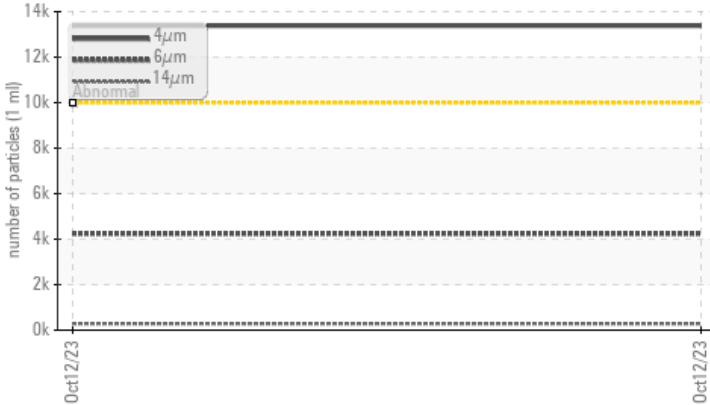 14k
12k
10k
8k
6k
4k
2k
0k
number of particles (1 ml)
4µm
6µm
14µm
Abnormal
Oct12/23
Oct12/23